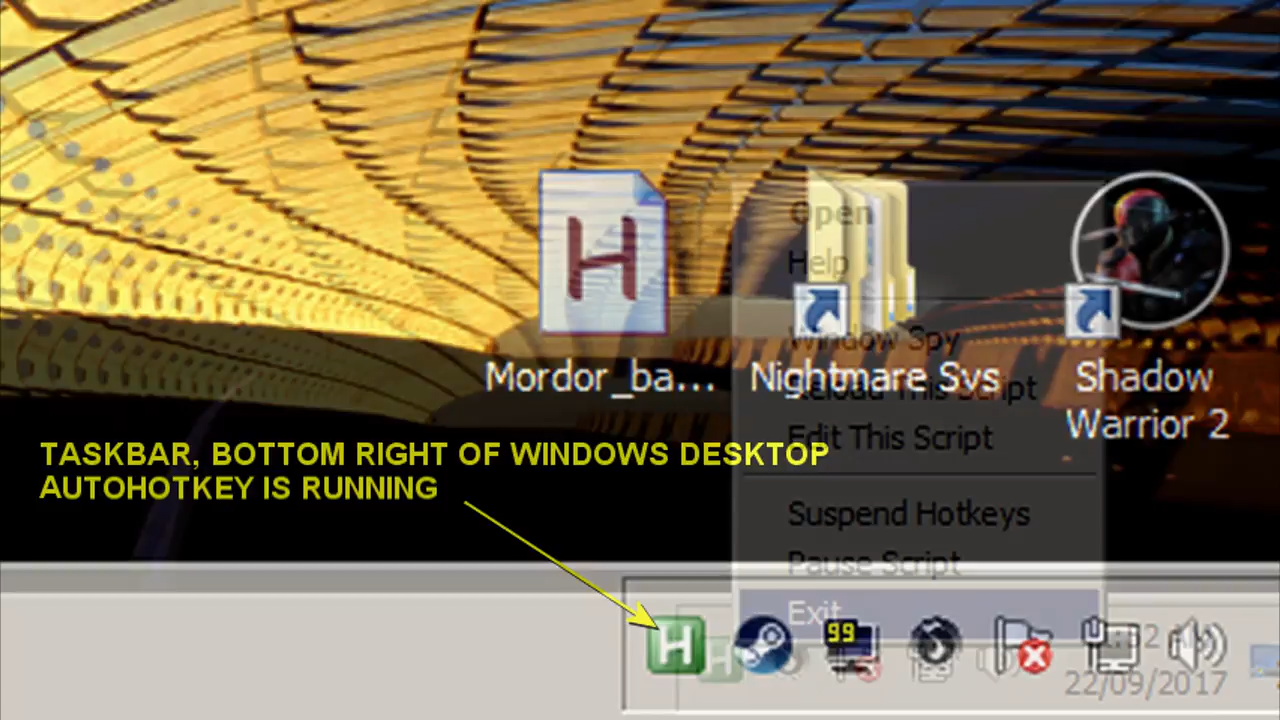 H
Open
Help
Window Spy
Mordor_ba...
Nightmare Svs
Shadow
Warrior 2
Reload This Script
Edit This Script
TASKBAR, BOTTOM RIGHT OF WINDOWS DESKTOP
AUTOHOTKEY IS RUNNING
Suspend Hotkeys
Pause Script
Exit
H
99
H
22/09/2017